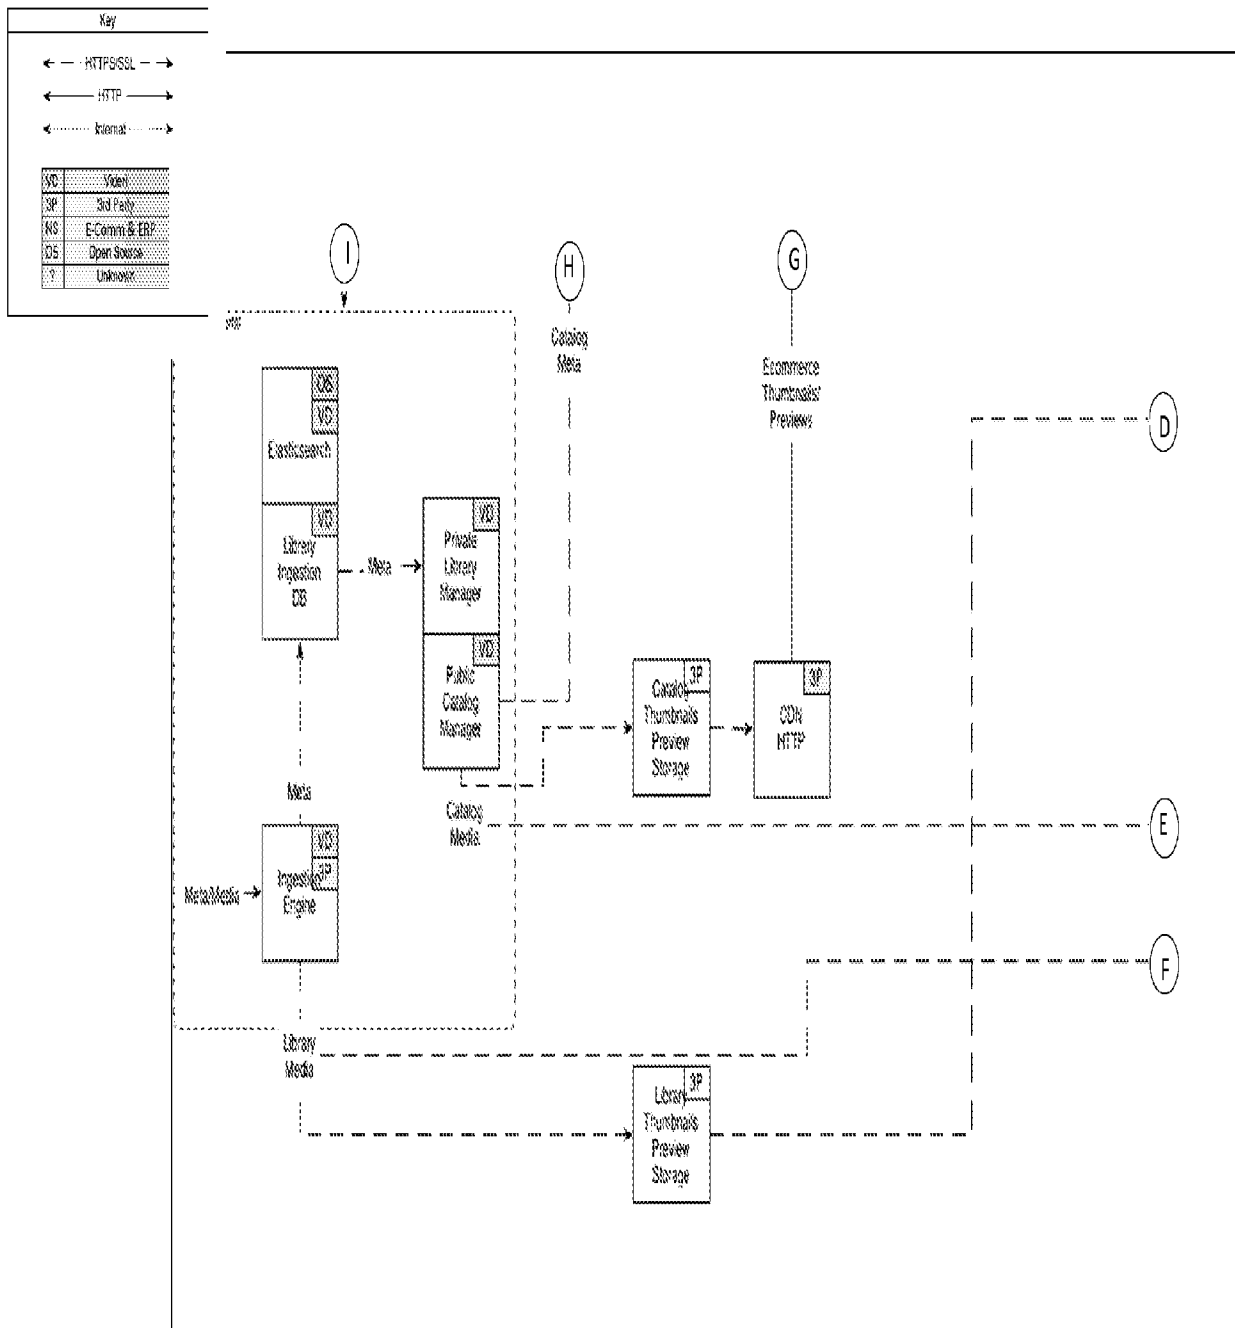 Key
HTTPS/SSL
HTTP
Internal
VD Videri
3P 3rd Party
NS E-Comm & ERP
OS Open Source
? Unknown
I
H
G
Catalog
Meta
Ecommerce
Thumbnails/
Previews
D
OS
VD
Elasticsearch
VD
Library
Ingestion
DB
Meta
VD
Private
Library
Manager
VD
Public
Catalog
Manager
3P
Catalog
Thumbnails
Preview
Storage
3P
CDN
HTTP
Meta
Catalog
Media
E
VD
3P
Ingestion
Engine
Meta/Media
F
Library
Media
3P
Library
Thumbnails
Preview
Storage